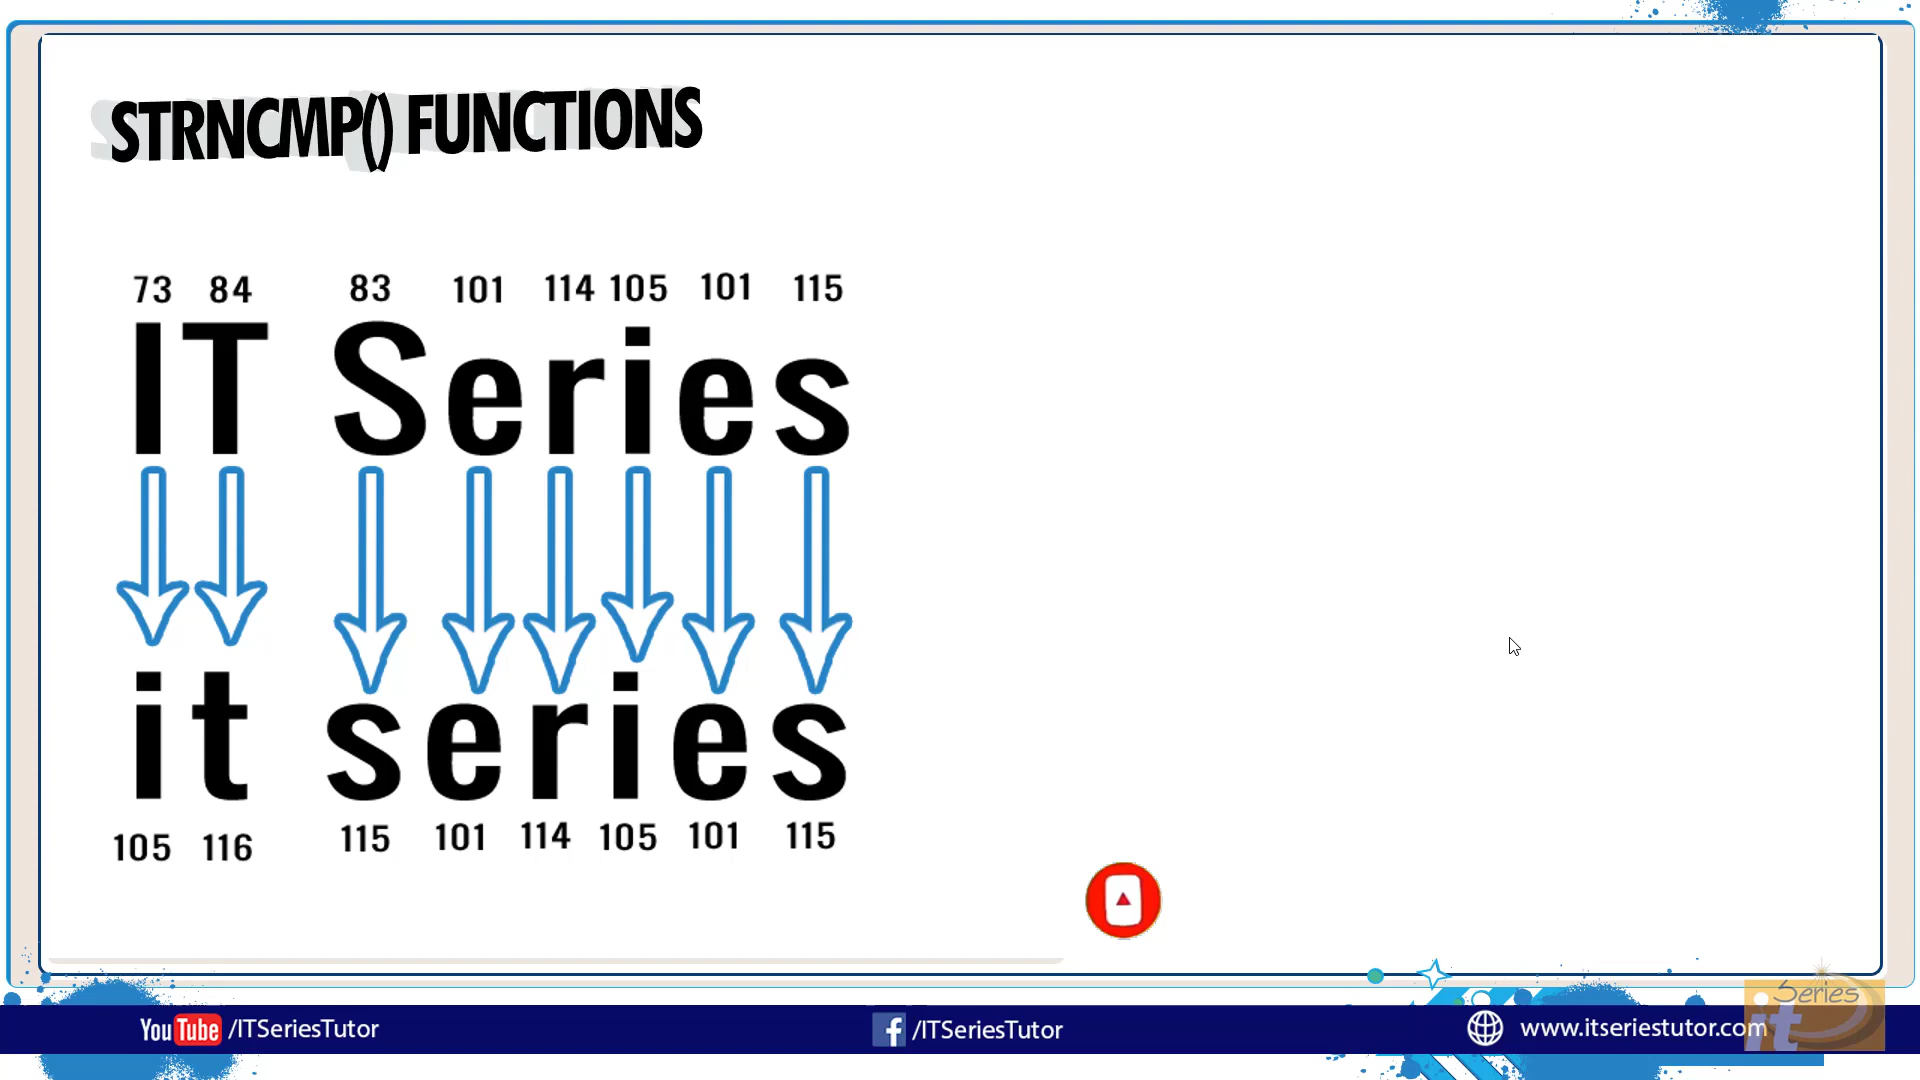 STRNCMP() FUNCTIONS
73 84 83 101 114 105 101 115
IT Series
it series
105 116 115 101 114 105 101 115
YouTube /ITSeriesTutor
f /ITSeriesTutor
www.itseriestutor.com
Series
it